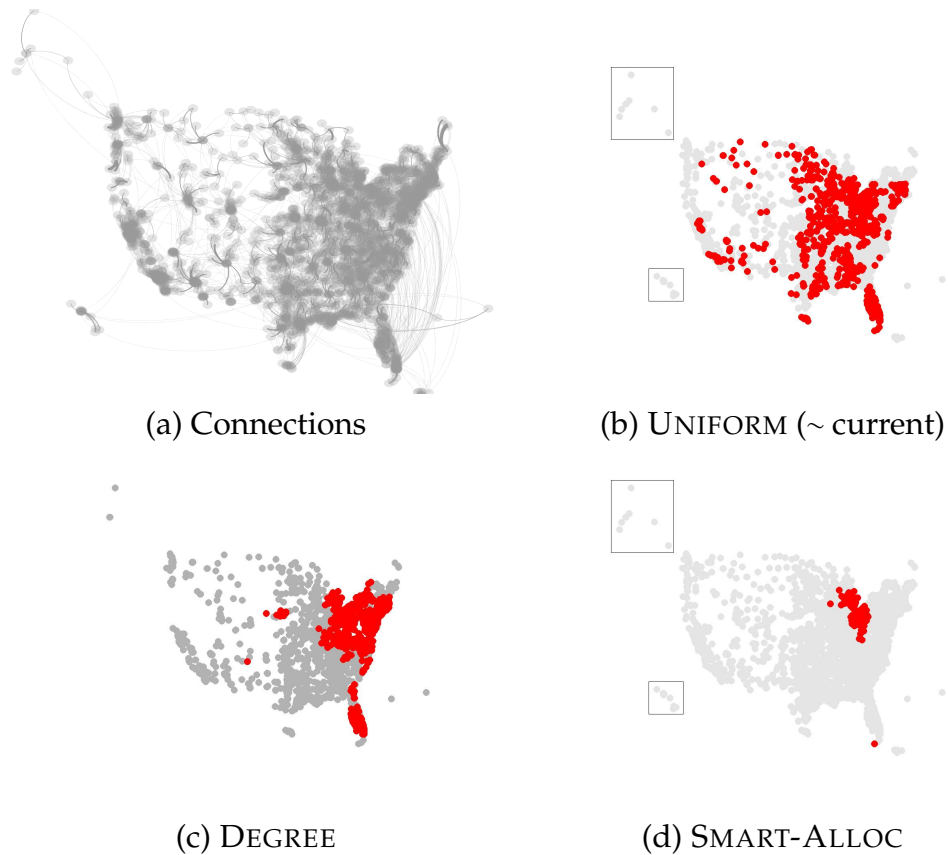 (a) Connections
(b) UNIFORM (~ current)
(c) DEGREE
(d) SMART-ALLOC